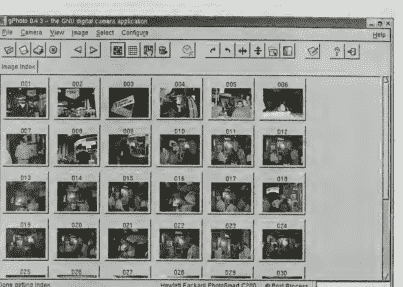 gPhoto 0.4.3 - the GNU digital camera application
File Camera View Image Select Configure Help
Image Index
001 002 003 004 005 006
007 008 009 010 011 012
013 014 015 016 017 018
019 020 021 022 023 024
025 026 027 028 029 030
Done getting index.
Hewlett Packard PhotoSmart C200
Post Process